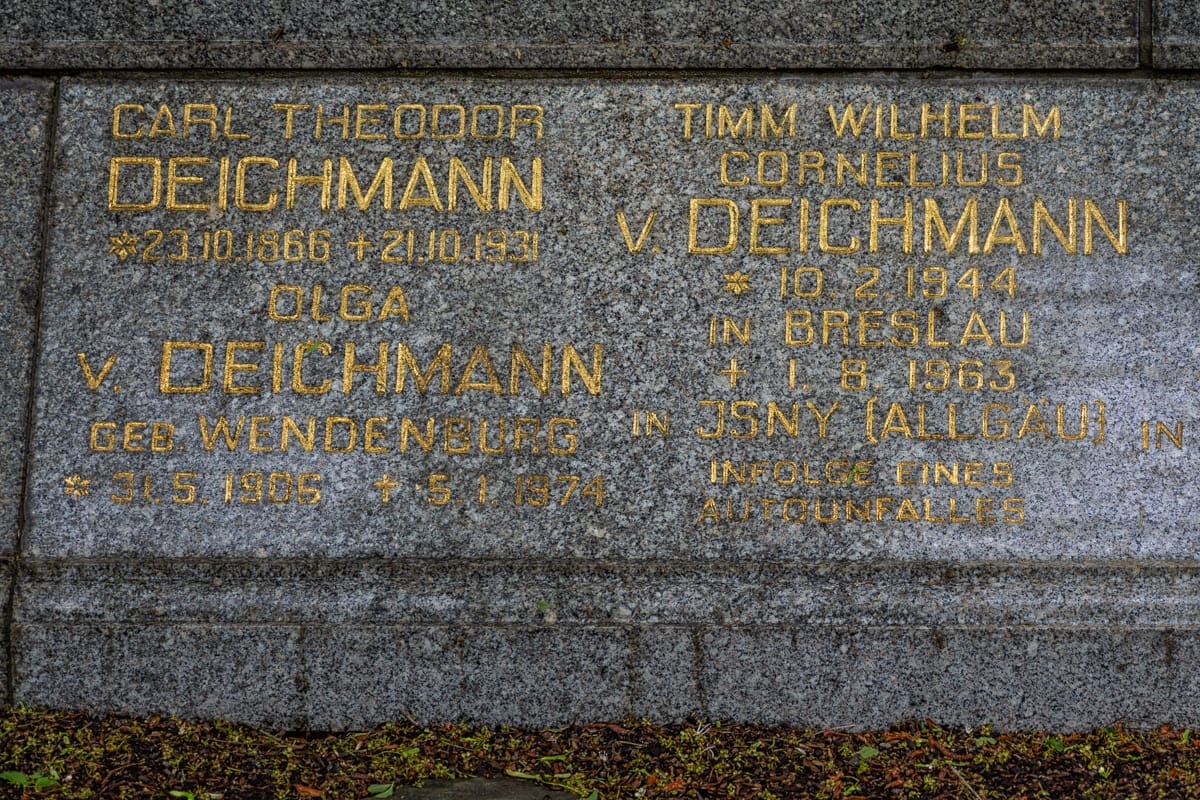 CARL THEODOR
DEICHMANN
* 23.10.1866 + 21.10.1931
OLGA
v. DEICHMANN
GEB. WENDENBURG
* 31.5.1906 + 5.1.1974
TIMM WILHELM
CORNELIUS
v. DEICHMANN
* 10.2.1944
IN BRESLAU
+ 1.8.1963
IN JSNY (ALLGÄU)
INFOLGE EINES
AUTOUNFALLES
IN